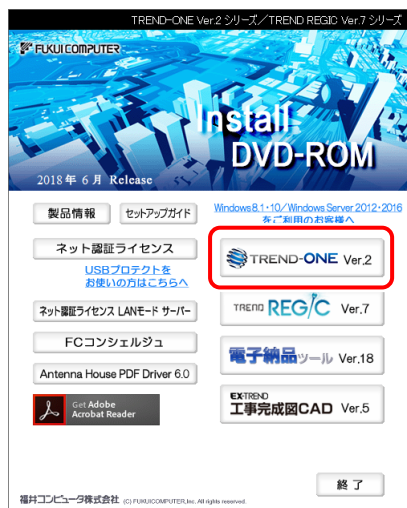 TREND-ONE Ver.2 シリーズ／TREND REGIC Ver.7 シリーズ
FUKUI COMPUTER
Install
DVD-ROM
2018年 6月 Release
製品情報
セットアップガイド
Windows8.1・10／Windows Server 2012・2016
をご利用のお客様へ
ネット認証ライセンス
USBプロテクトを
お使いの方はこちらへ
TREND-ONE Ver.2
ネット認証ライセンス LANモード サーバー
TREND REGIC Ver.7
FCコンシェルジュ
電子納品ツール Ver.18
Antenna House PDF Driver 6.0
EX-TREND
工事完成図CAD Ver.5
Get Adobe
Acrobat Reader
終了
福井コンピュータ株式会社 (C) FUKUI COMPUTER, Inc. All rights reserved.